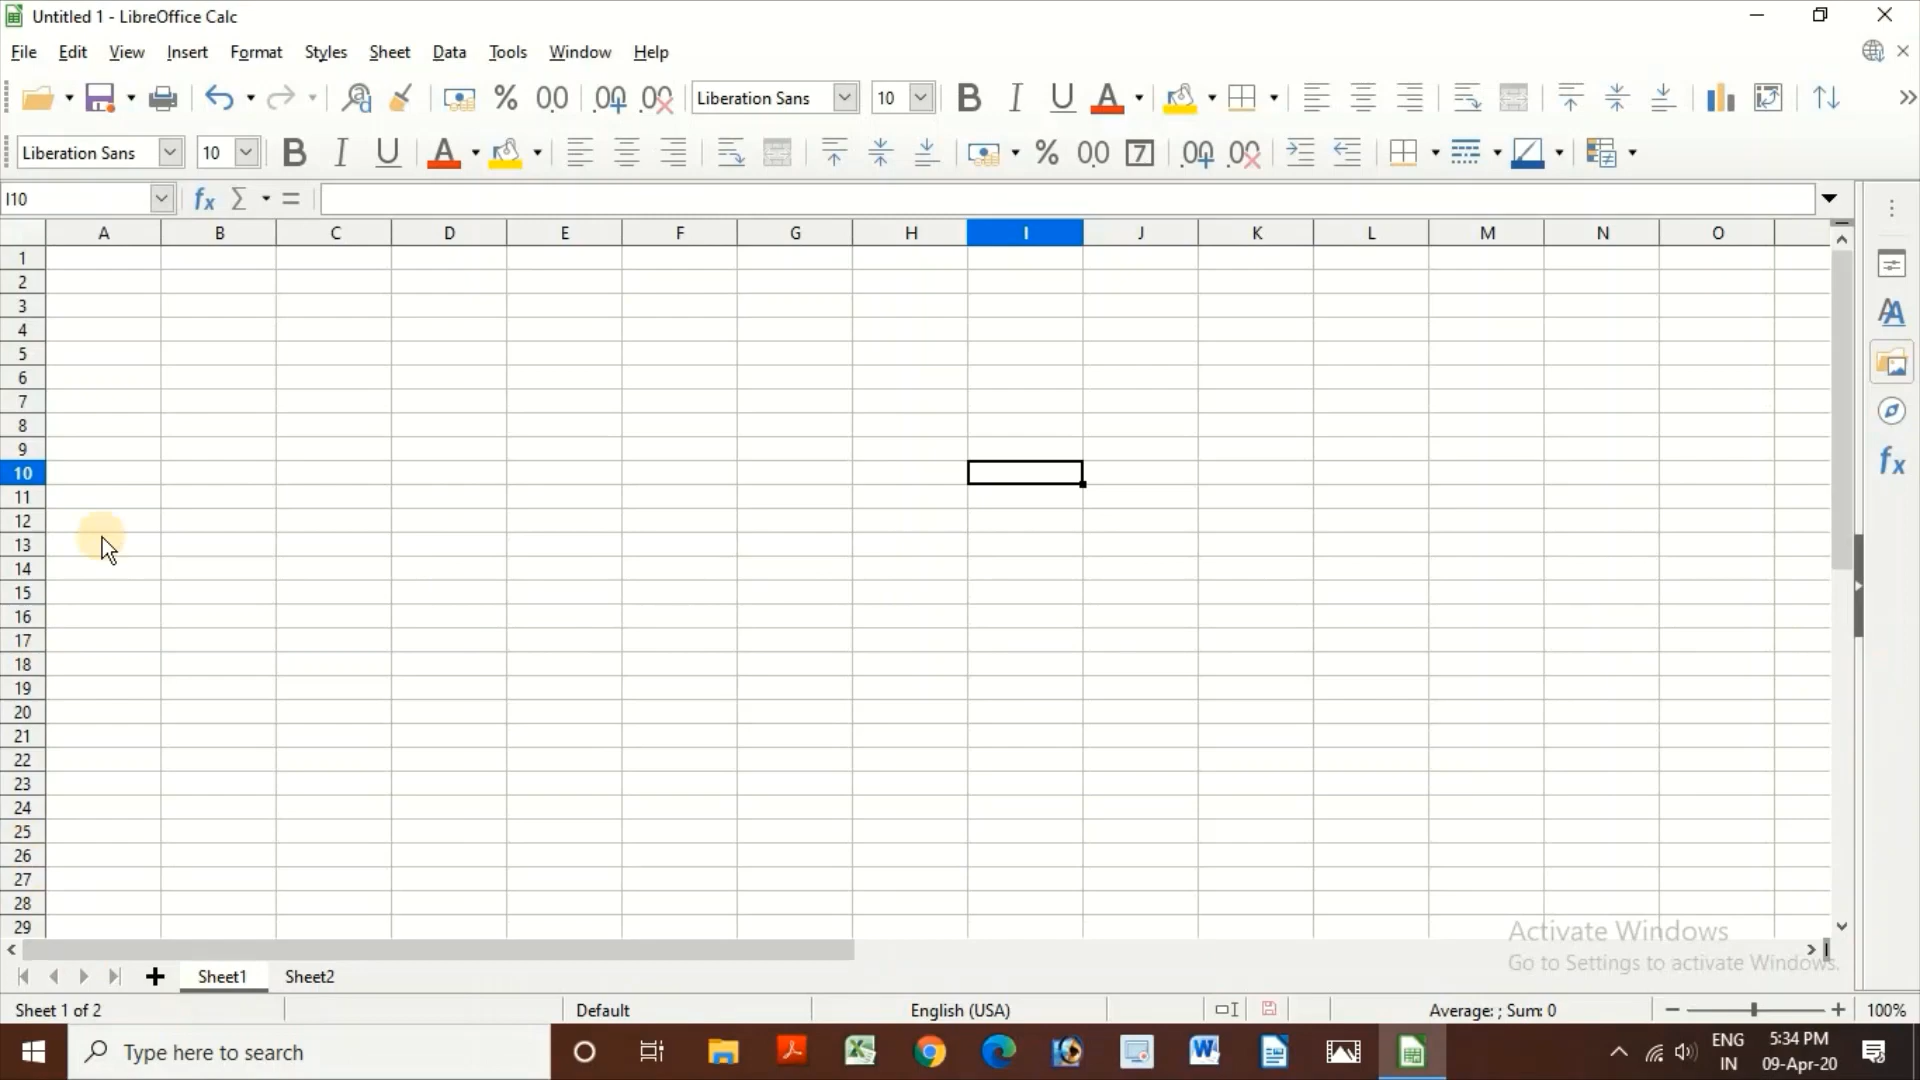 Untitled 1 - LibreOffice Calc
File Edit View Insert Format Styles Sheet Data Tools Window Help
Liberation Sans 10
Liberation Sans 10
I10
A B C D E F G H I J K L M N O
1
2
3
4
5
6
7
8
9
10
11
12
13
14
15
16
17
18
19
20
21
22
23
24
25
26
27
28
29
Activate Windows
Go to Settings to activate Windows.
Sheet1 Sheet2
Sheet 1 of 2 Default English (USA) Average: ; Sum: 0 100%
Type here to search
ENG 5:34 PM
IN 09-Apr-20